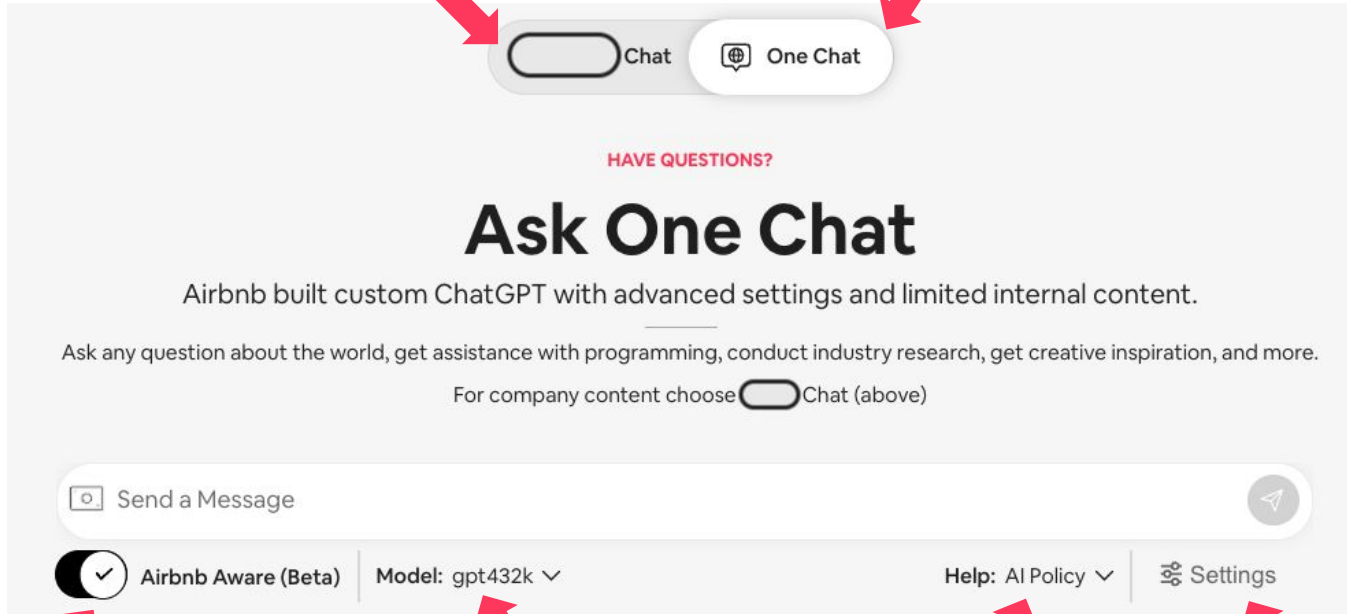 Chat One Chat
HAVE QUESTIONS?
Ask One Chat
Airbnb built custom ChatGPT with advanced settings and limited internal content.
Ask any question about the world, get assistance with programming, conduct industry research, get creative inspiration, and more.
For company content choose Chat (above)
Send a Message
Airbnb Aware (Beta) Model: gpt432k Help: AI Policy Settings